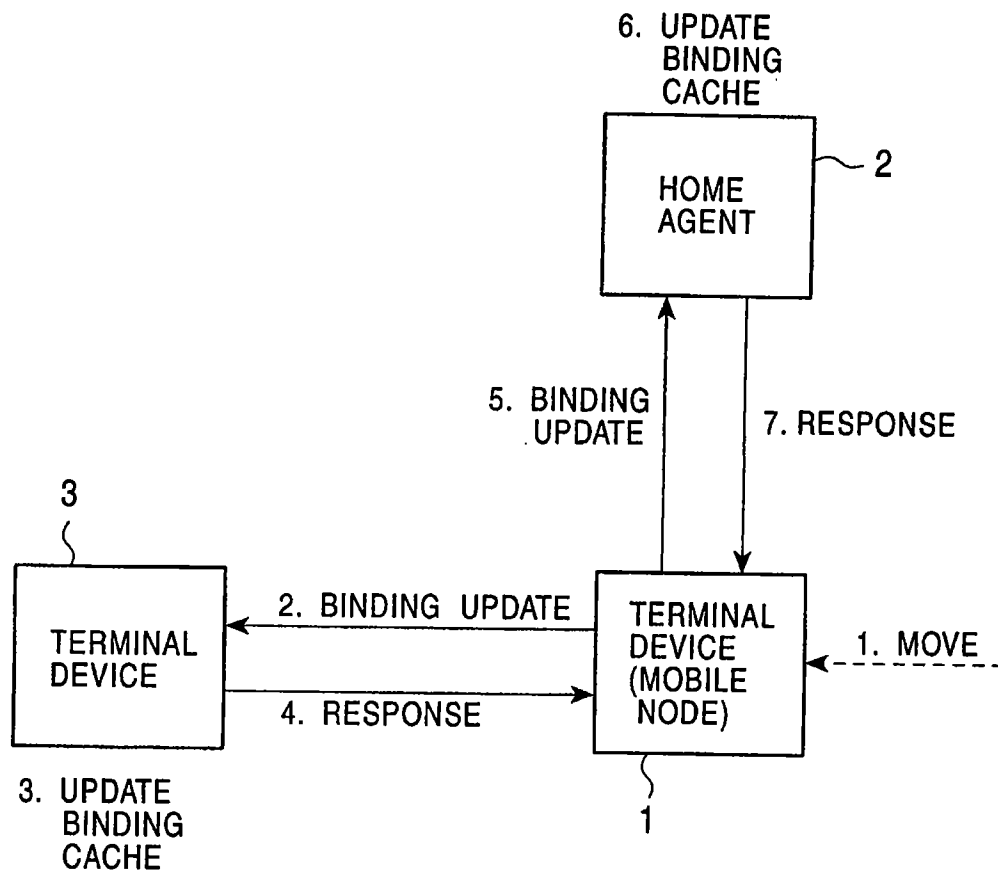 6. UPDATE
BINDING
CACHE
HOME
AGENT
2
5. BINDING
UPDATE
7. RESPONSE
3
TERMINAL
DEVICE
2. BINDING UPDATE
4. RESPONSE
TERMINAL
DEVICE
(MOBILE
NODE)
1. MOVE
3. UPDATE
BINDING
CACHE
1